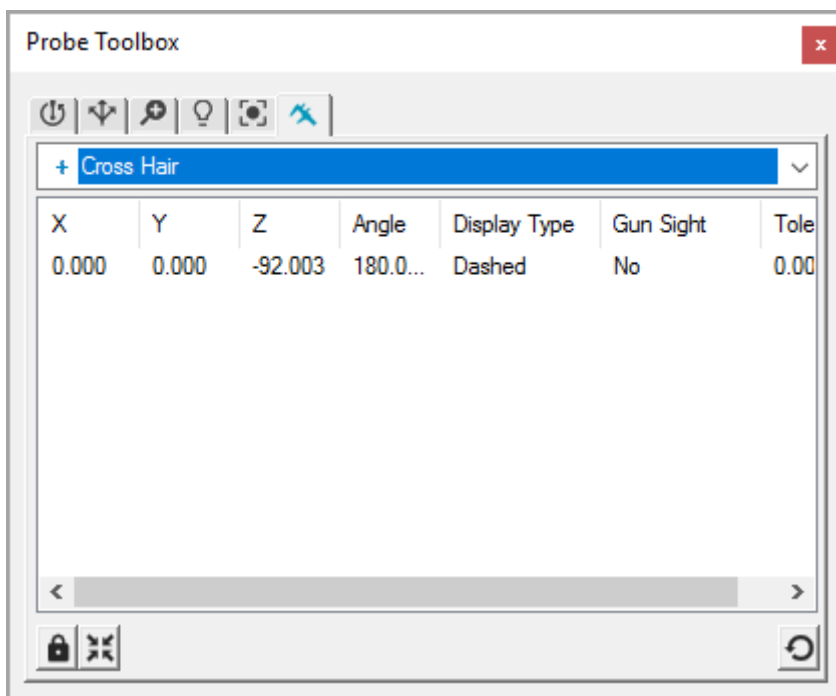 Probe Toolbox
x
+ Cross Hair
X Y Z Angle Display Type Gun Sight Tole
0.000 0.000 -92.003 180.0... Dashed No 0.00